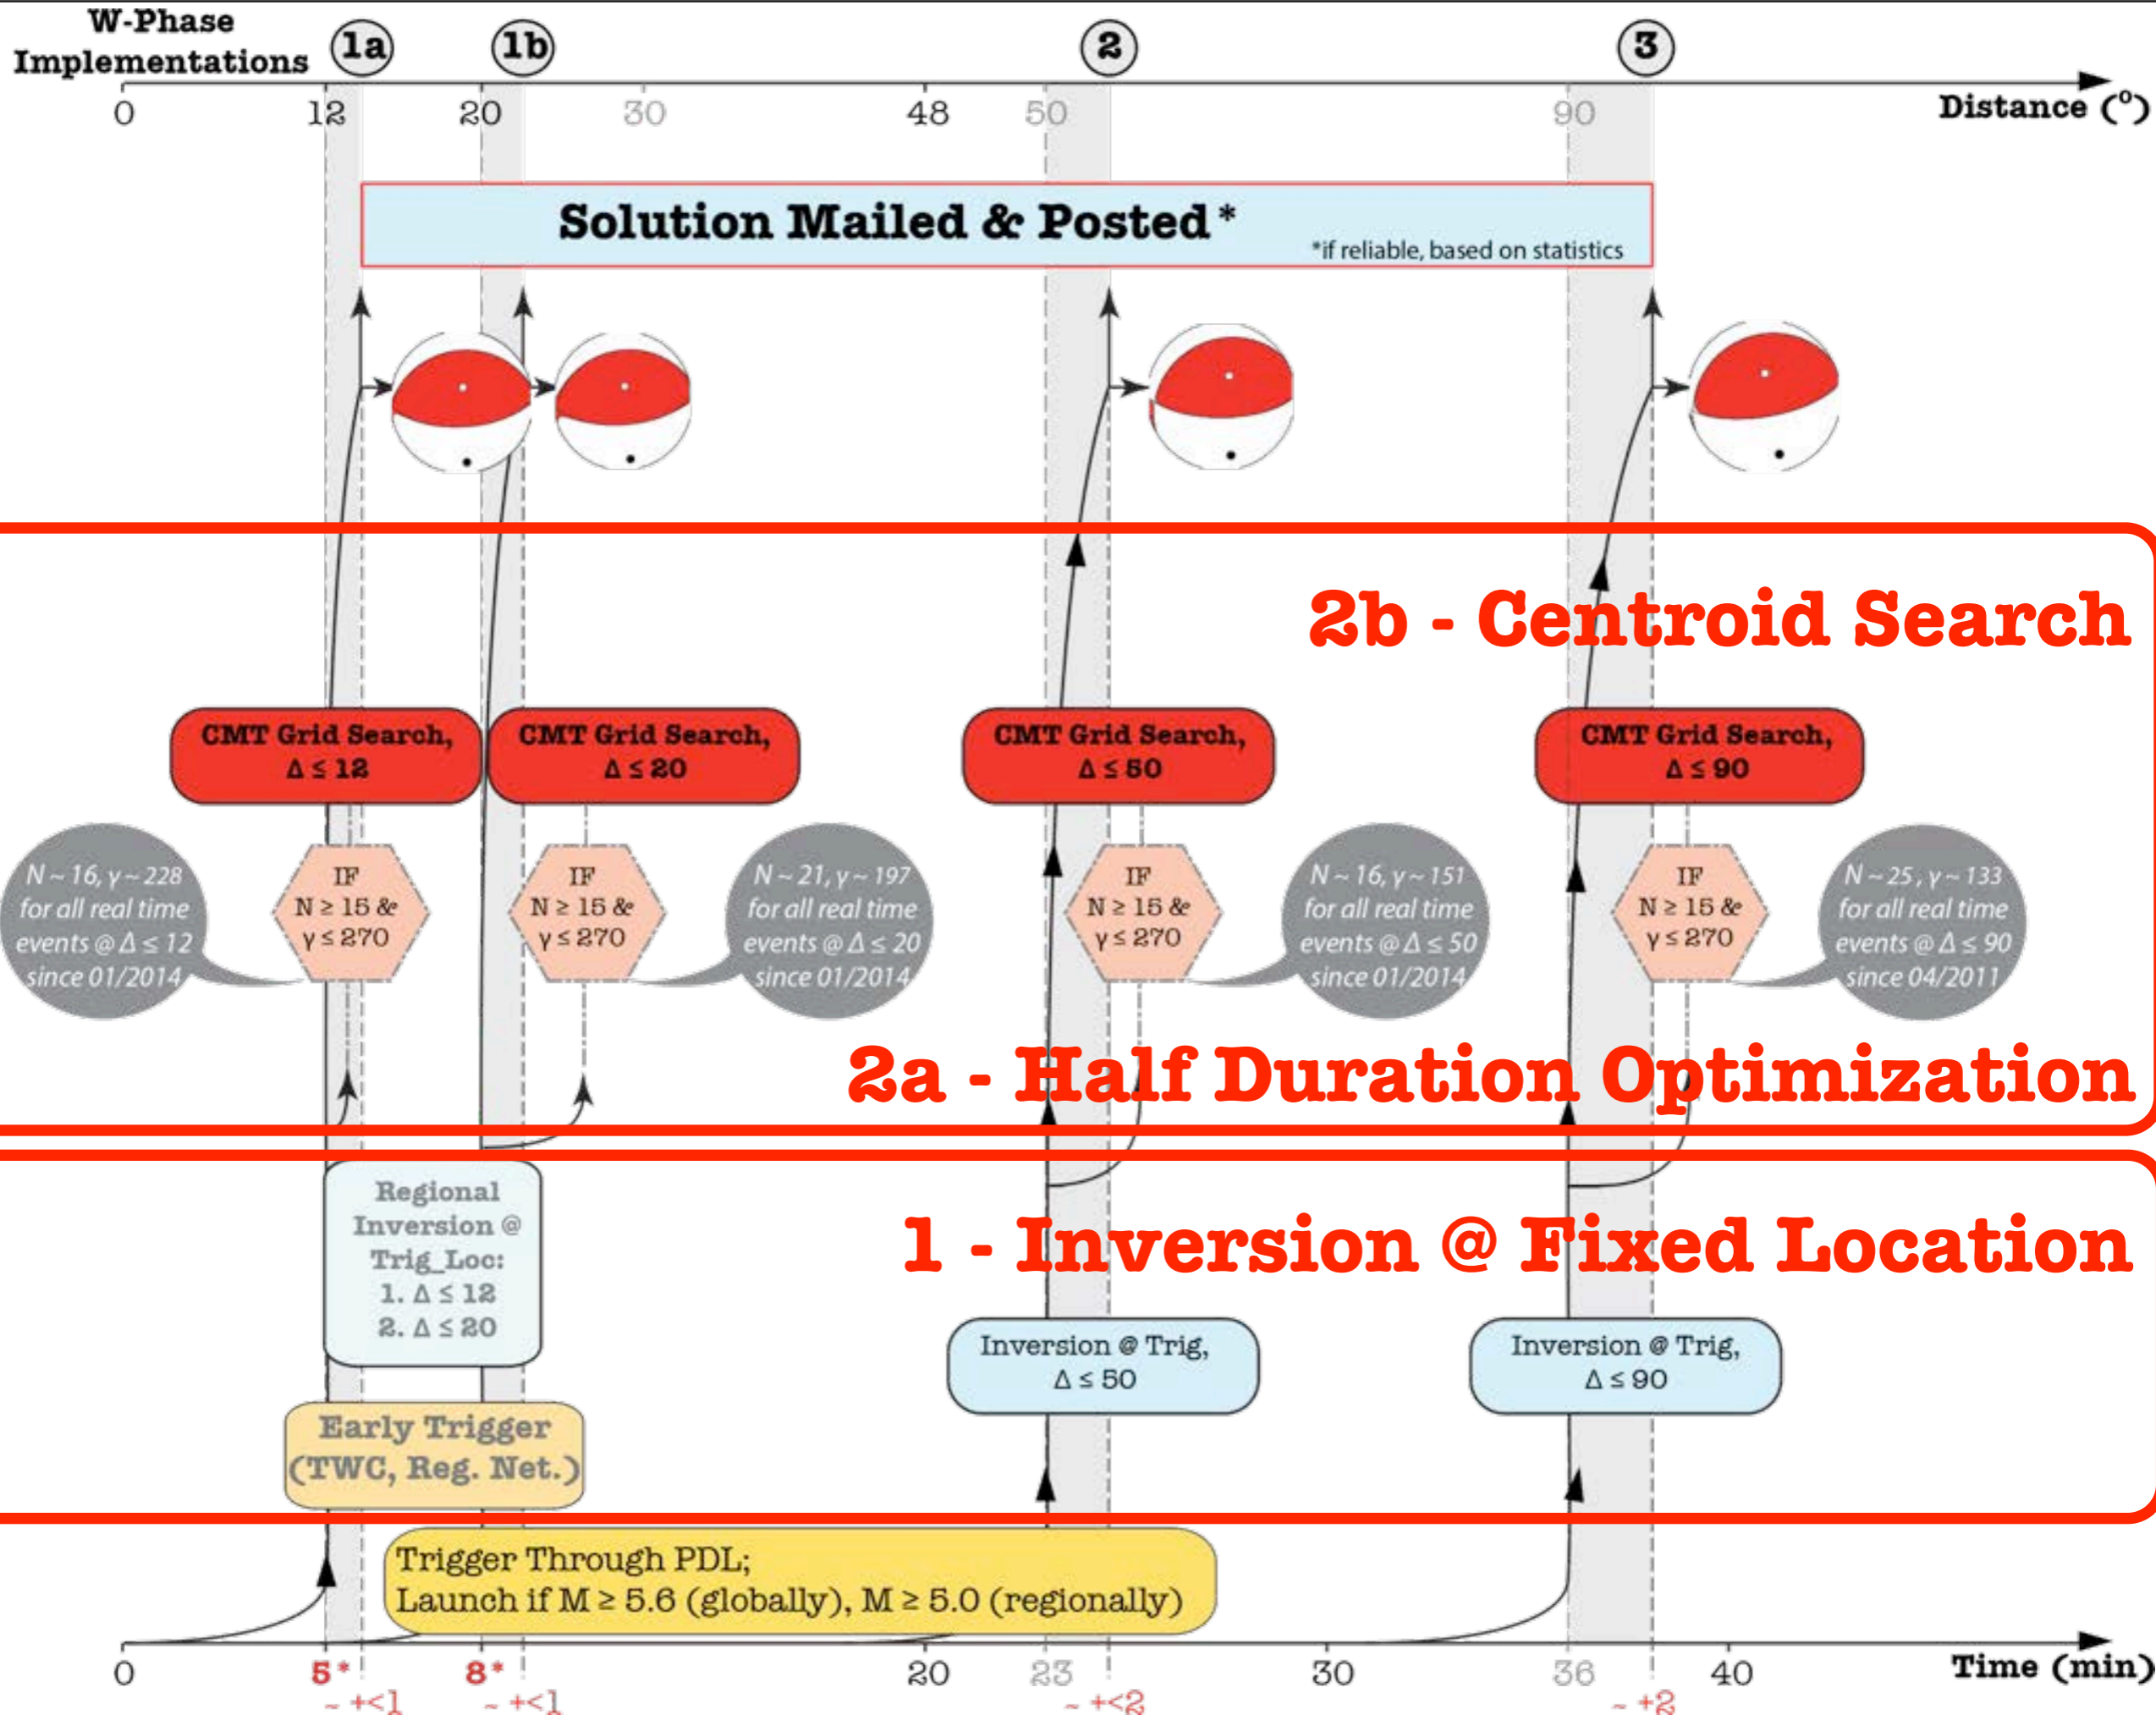 W-Phase
Implementations
1a
1b
2
3
0
12
20
30
48
50
90
Distance (º)
Solution Mailed & Posted*
*if reliable, based on statistics
2b - Centroid Search
CMT Grid Search,
Δ ≤ 12
CMT Grid Search,
Δ ≤ 20
CMT Grid Search,
Δ ≤ 50
CMT Grid Search,
Δ ≤ 90
N ~ 16, γ ~ 228
for all real time
events @ Δ ≤ 12
since 01/2014
IF
N ≥ 15 &
γ ≤ 270
IF
N ≥ 15 &
γ ≤ 270
N ~ 21, γ ~ 197
for all real time
events @ Δ ≤ 20
since 01/2014
IF
N ≥ 15 &
γ ≤ 270
N ~ 16, γ ~ 151
for all real time
events @ Δ ≤ 50
since 01/2014
IF
N ≥ 15 &
γ ≤ 270
N ~ 25, γ ~ 133
for all real time
events @ Δ ≤ 90
since 04/2011
2a - Half Duration Optimization
Regional
Inversion @
Trig_Loc:
1. Δ ≤ 12
2. Δ ≤ 20
1 - Inversion @ Fixed Location
Inversion @ Trig,
Δ ≤ 50
Inversion @ Trig,
Δ ≤ 90
Early Trigger
(TWC, Reg. Net.)
Trigger Through PDL;
Launch if M ≥ 5.6 (globally), M ≥ 5.0 (regionally)
0
5*
8*
20
23
30
36
40
Time (min)
~ +<1
~ +<1
~ +<2
~ +2